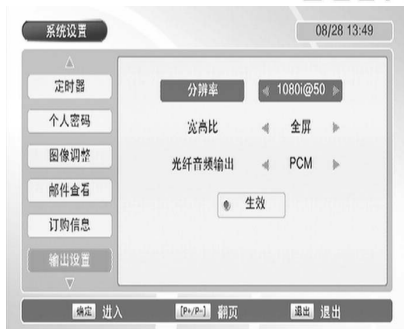 系统设置 08/28 13:49
定时器
个人密码
图像调整
邮件查看
订购信息
输出设置
分辨率 1080i@50
宽高比 全屏
光纤音频输出 PCM
生效
确定 进入 [P+/P-] 翻页 退出 退出